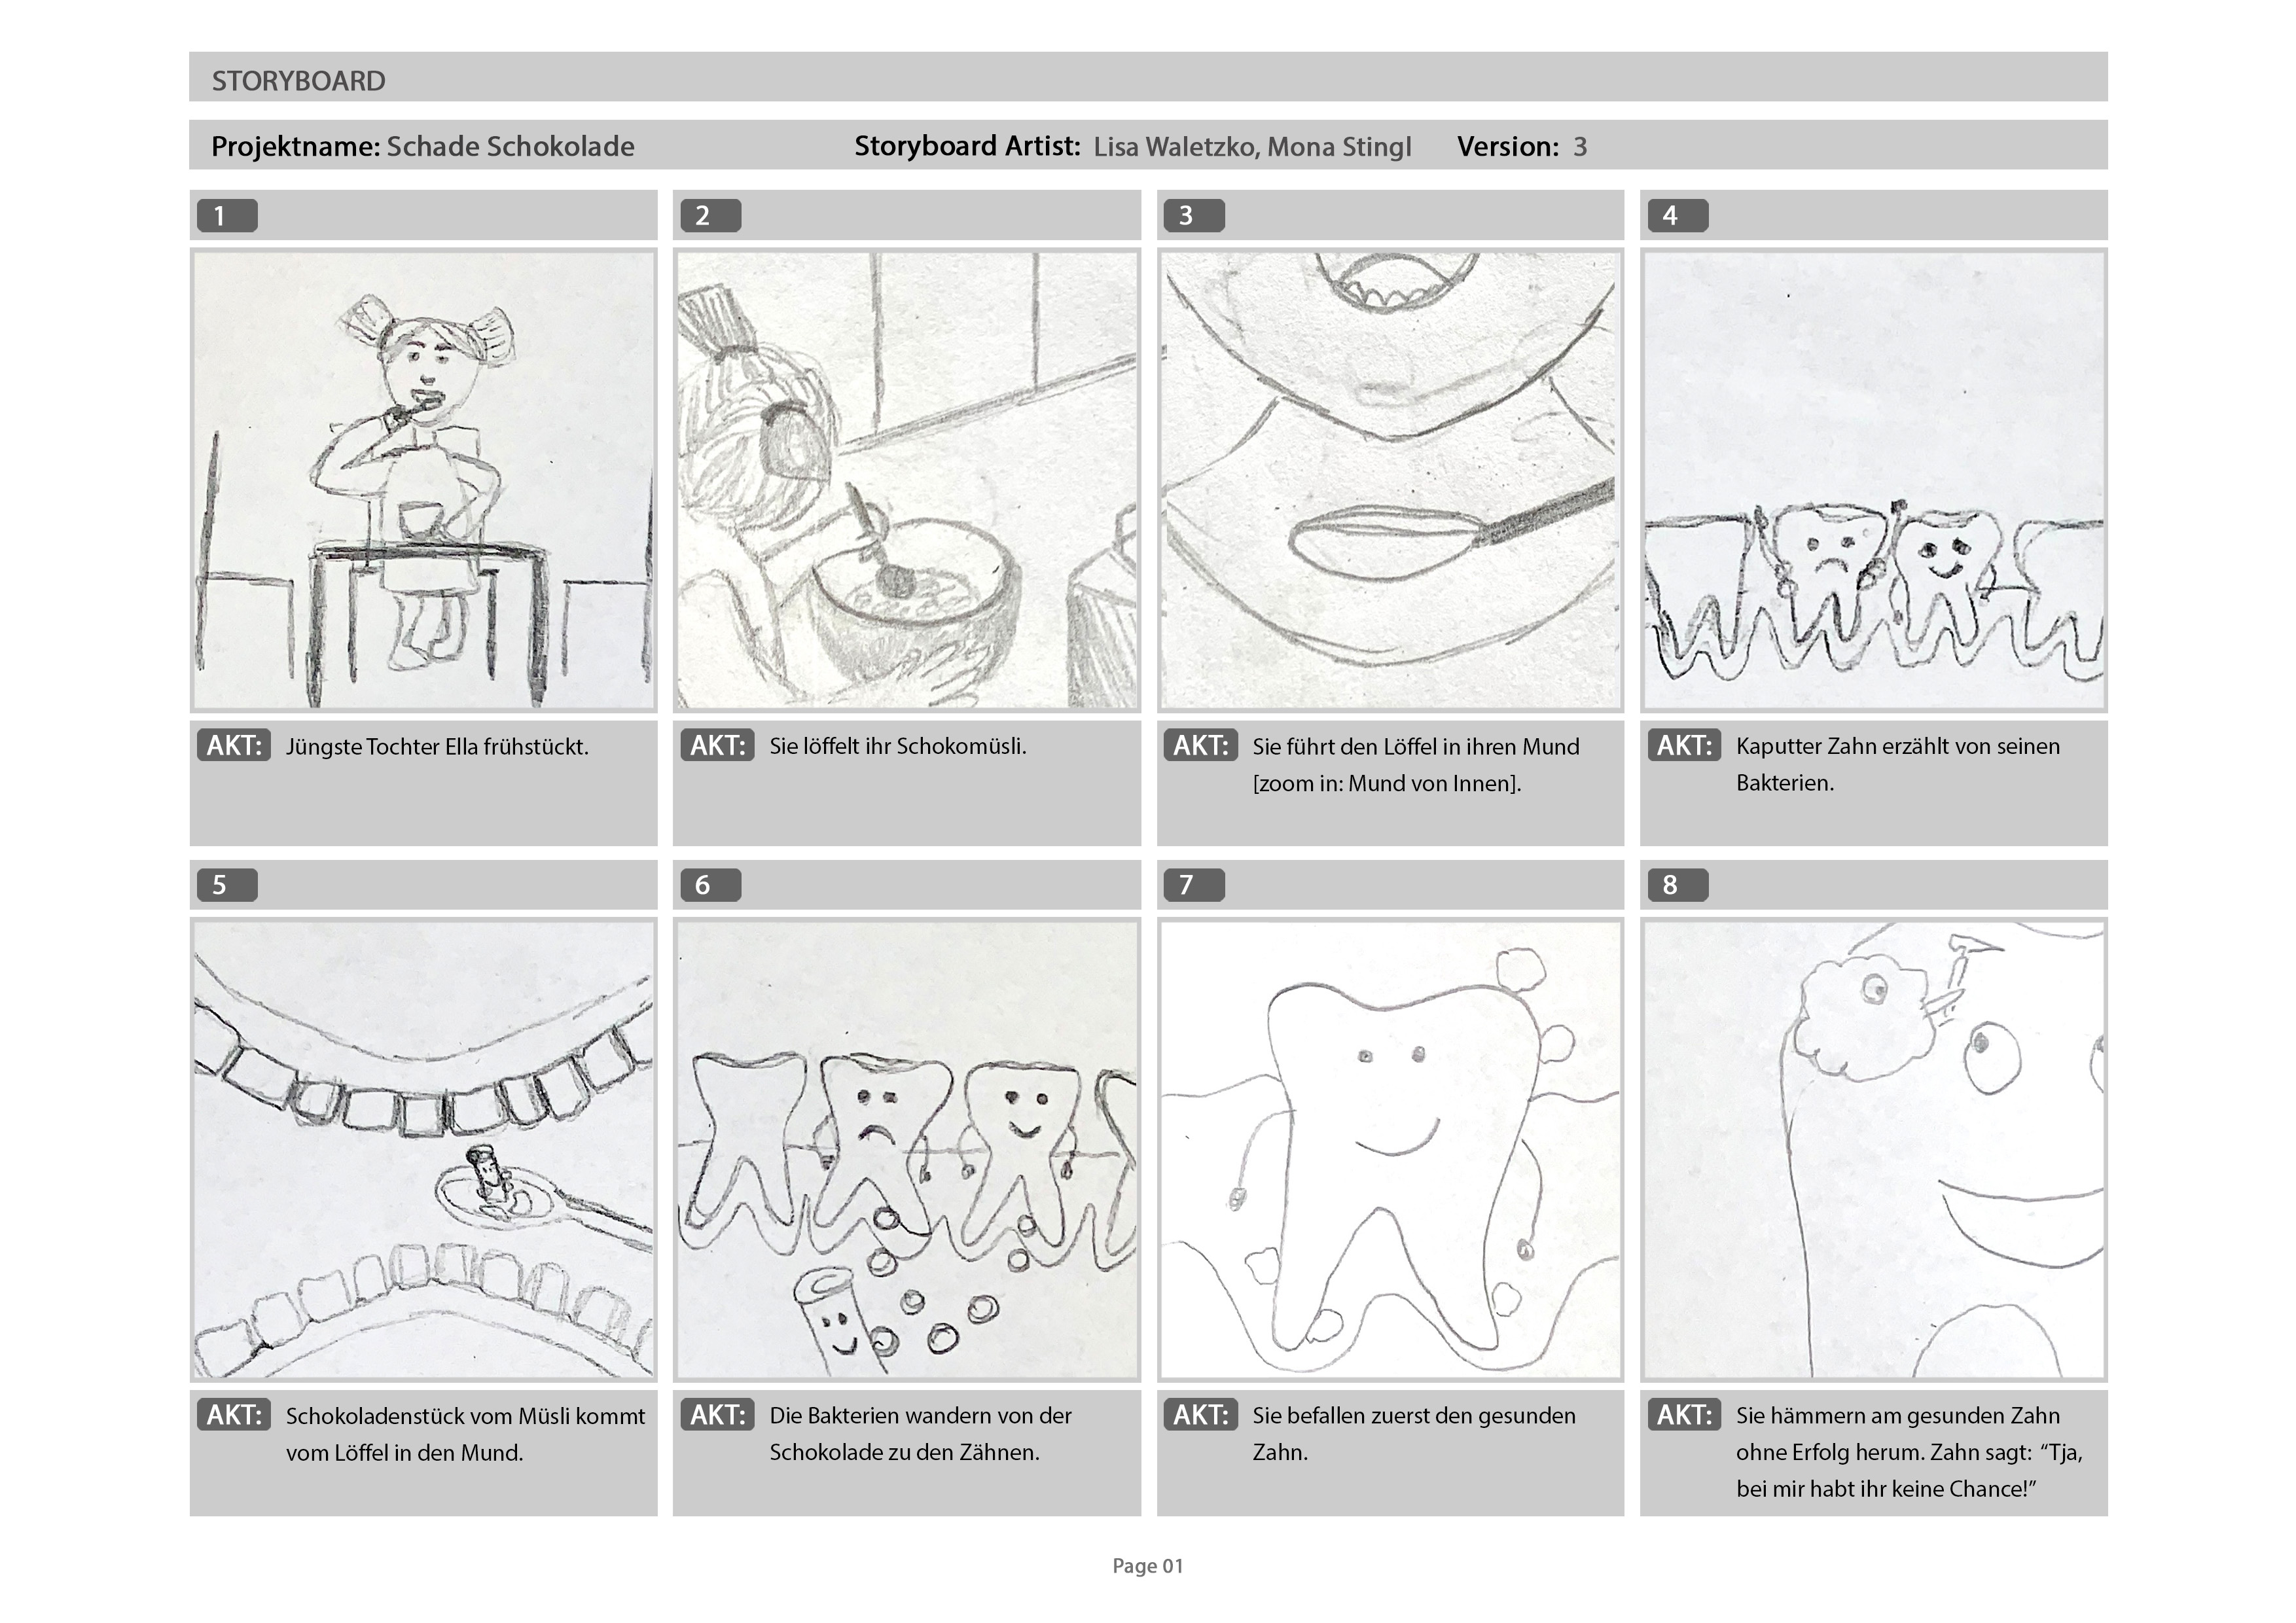 STORYBOARD
Projektname: Schade Schokolade Storyboard Artist: Lisa Waletzko, Mona Stingl Version: 3
1
2
3
4
AKT: Jüngste Tochter Ella frühstückt.
AKT: Sie löffelt ihr Schokomüsli.
AKT: Sie führt den Löffel in ihren Mund
[zoom in: Mund von Innen].
AKT: Kaputter Zahn erzählt von seinen
Bakterien.
5
6
7
8
AKT: Schokoladenstück vom Müsli kommt
vom Löffel in den Mund.
AKT: Die Bakterien wandern von der
Schokolade zu den Zähnen.
AKT: Sie befallen zuerst den gesunden
Zahn.
AKT: Sie hämmern am gesunden Zahn
ohne Erfolg herum. Zahn sagt: “Tja,
bei mir habt ihr keine Chance!”
Page 01